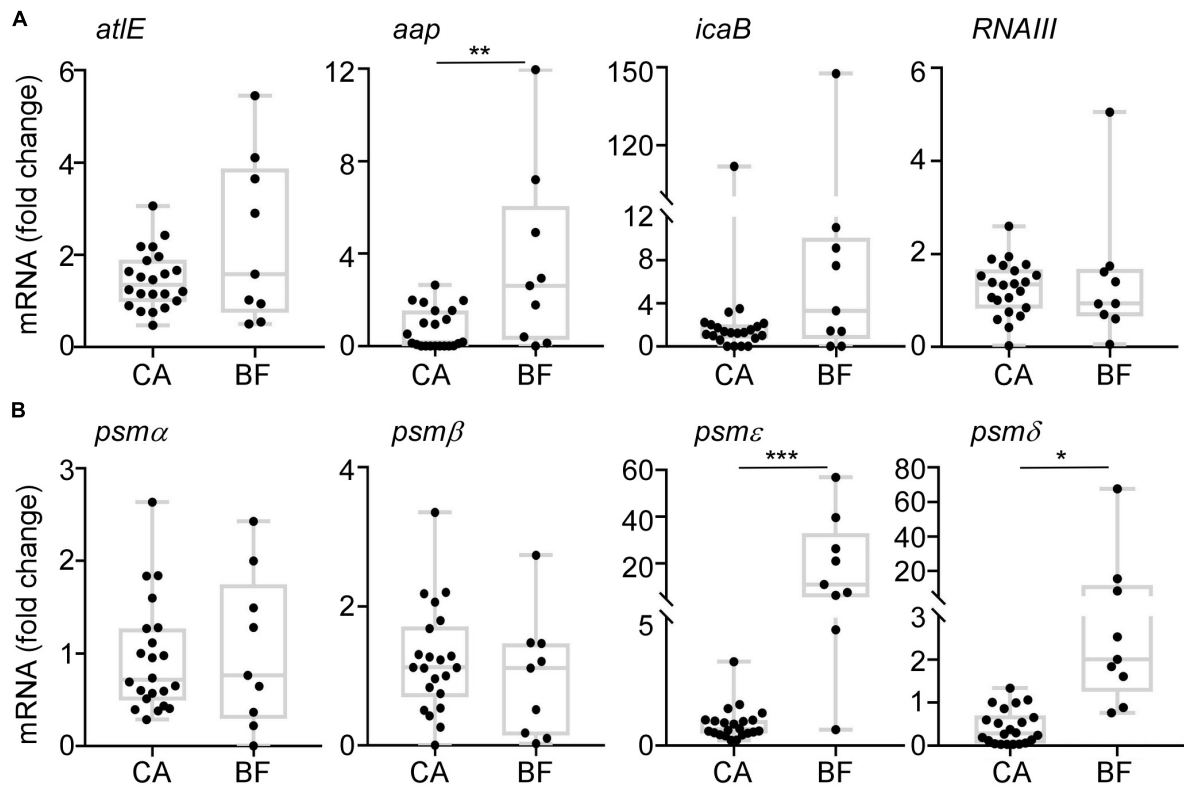 A
atlE aap icaB RNAIII
**
mRNA (fold change)
6 4 2 0
12 8 4 0
150 120 12 8 4 0
6 4 2 0
CA BF CA BF CA BF CA BF
B
psmα psmβ psmε psmδ
*** *
mRNA (fold change)
3 2 1 0
4 2 0
60 40 20 5 0
80 60 40 20 3 2 1 0
CA BF CA BF CA BF CA BF